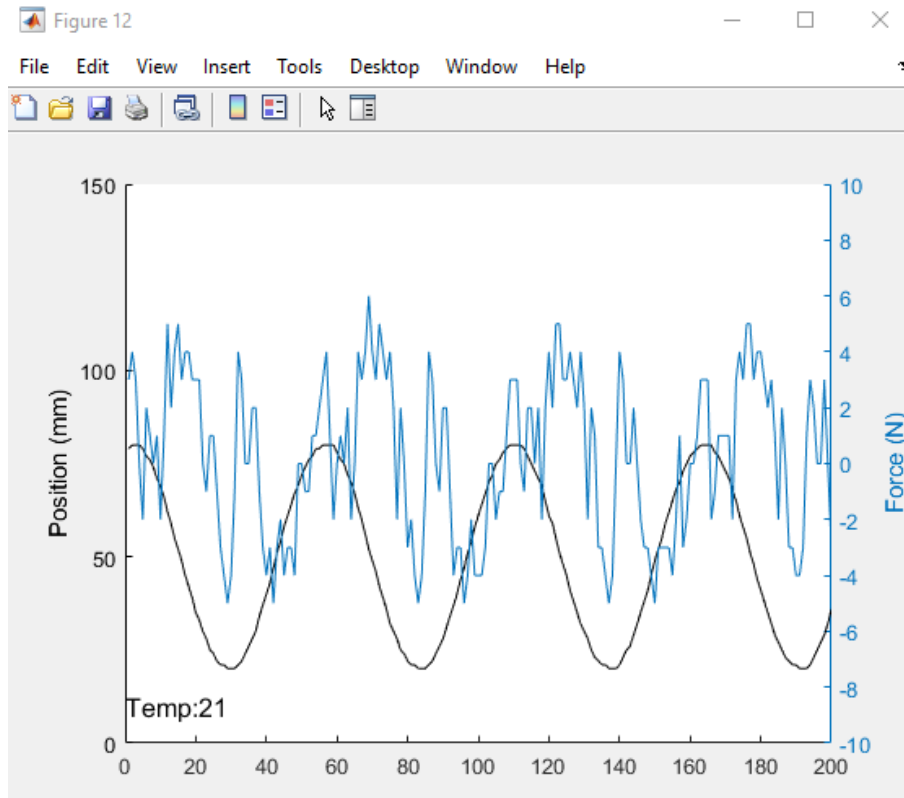 Figure 12
File Edit View Insert Tools Desktop Window Help
150
100
50
0
Position (mm)
10
8
6
4
2
0
-2
-4
-6
-8
-10
Force (N)
Temp:21
0 20 40 60 80 100 120 140 160 180 200